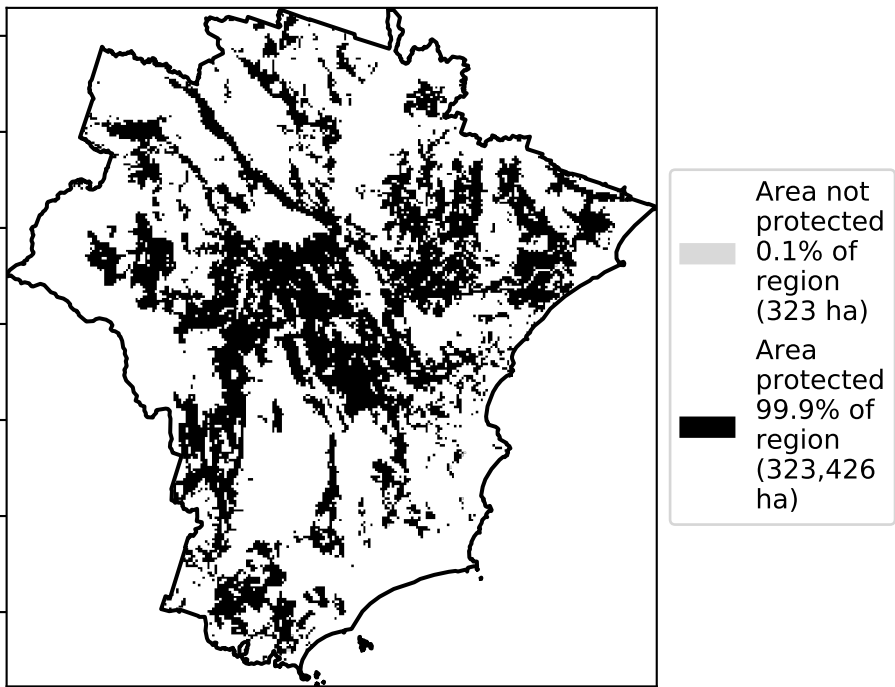 Area not
protected
0.1% of
region
(323 ha)
Area
protected
99.9% of
region
(323,426
ha)